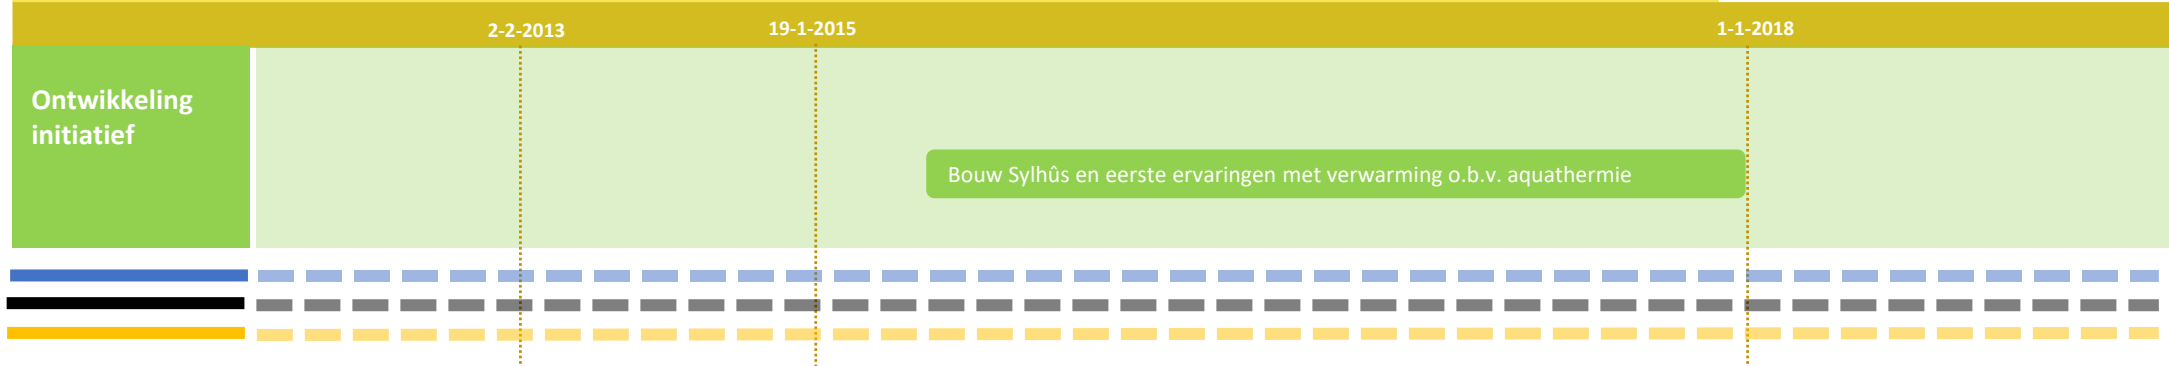 2-2-2013
19-1-2015
1-1-2018
Ontwikkeling
initiatief
Bouw Sylhûs en eerste ervaringen met verwarming o.b.v. aquathermie